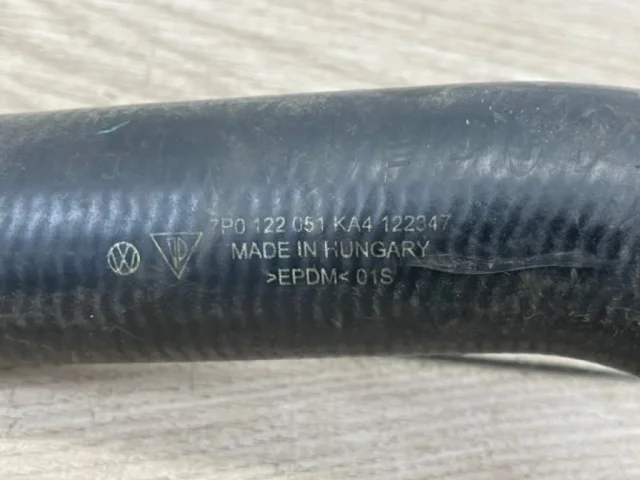 7P0 122 051 KA4 122347
MADE IN HUNGARY
>EPDM< 01S